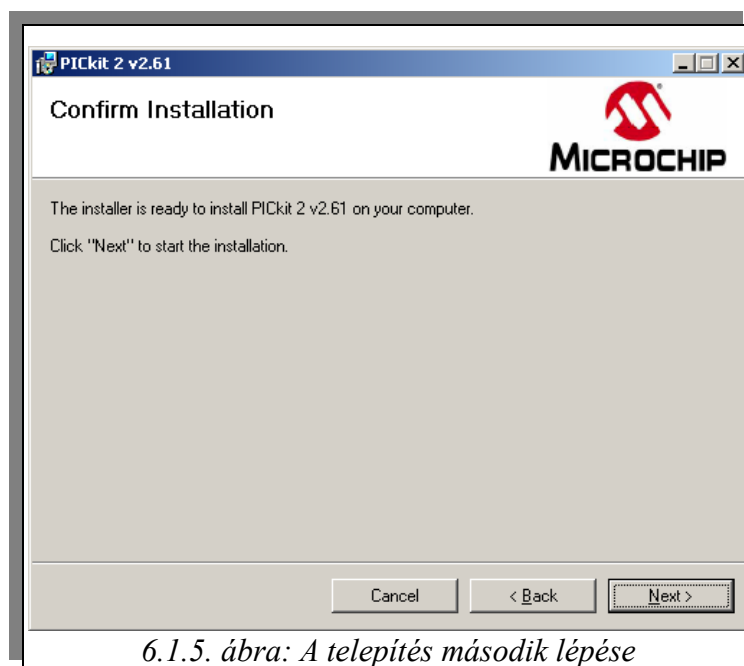 PICkit 2 v2.61
Confirm Installation
MICROCHIP
The installer is ready to install PICkit 2 v2.61 on your computer.
Click "Next" to start the installation.
Cancel
< Back
Next >
6.1.5. ábra: A telepítés második lépése